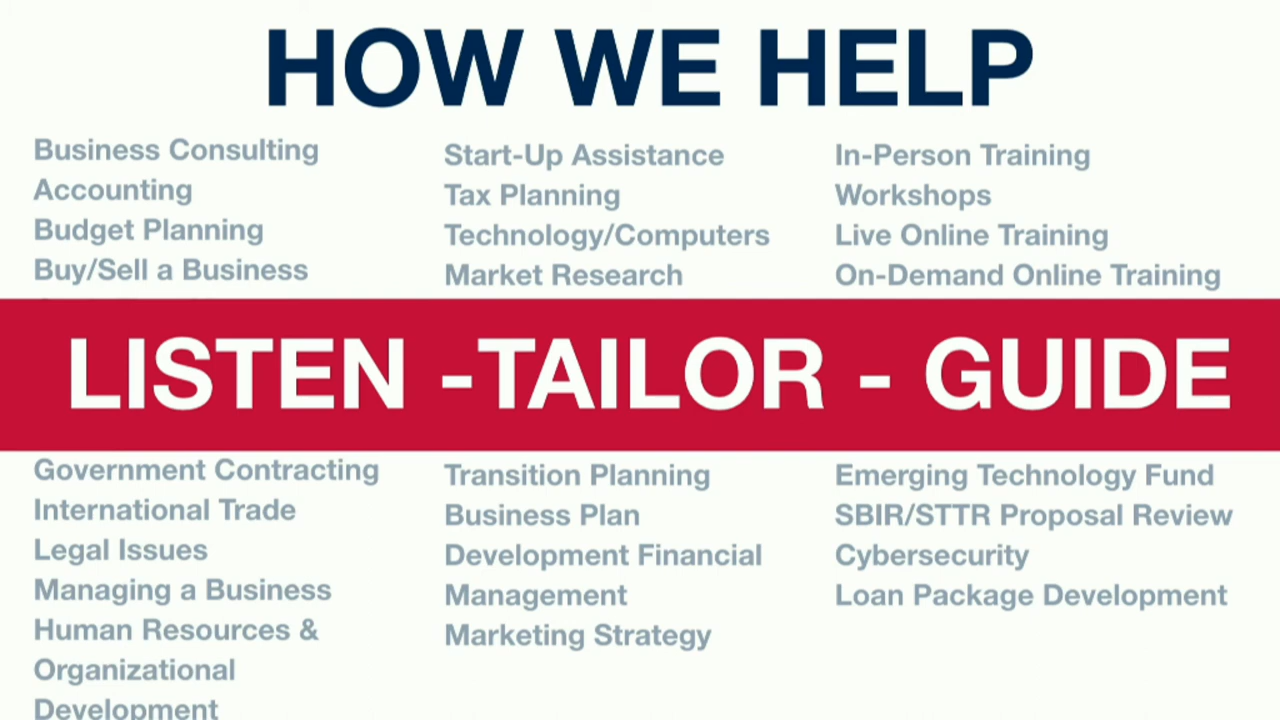 HOW WE HELP
Business Consulting
Accounting
Budget Planning
Buy/Sell a Business
Start-Up Assistance
Tax Planning
Technology/Computers
Market Research
In-Person Training
Workshops
Live Online Training
On-Demand Online Training
LISTEN -TAILOR - GUIDE
Government Contracting
International Trade
Legal Issues
Managing a Business
Human Resources &
Organizational
Development
Transition Planning
Business Plan
Development Financial
Management
Marketing Strategy
Emerging Technology Fund
SBIR/STTR Proposal Review
Cybersecurity
Loan Package Development